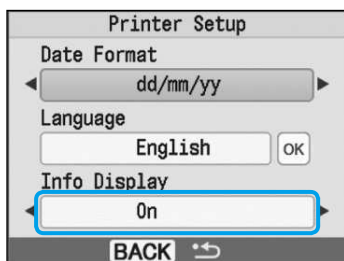 Printer Setup
Date Format
dd/mm/yy
Language
English OK
Info Display
On
BACK